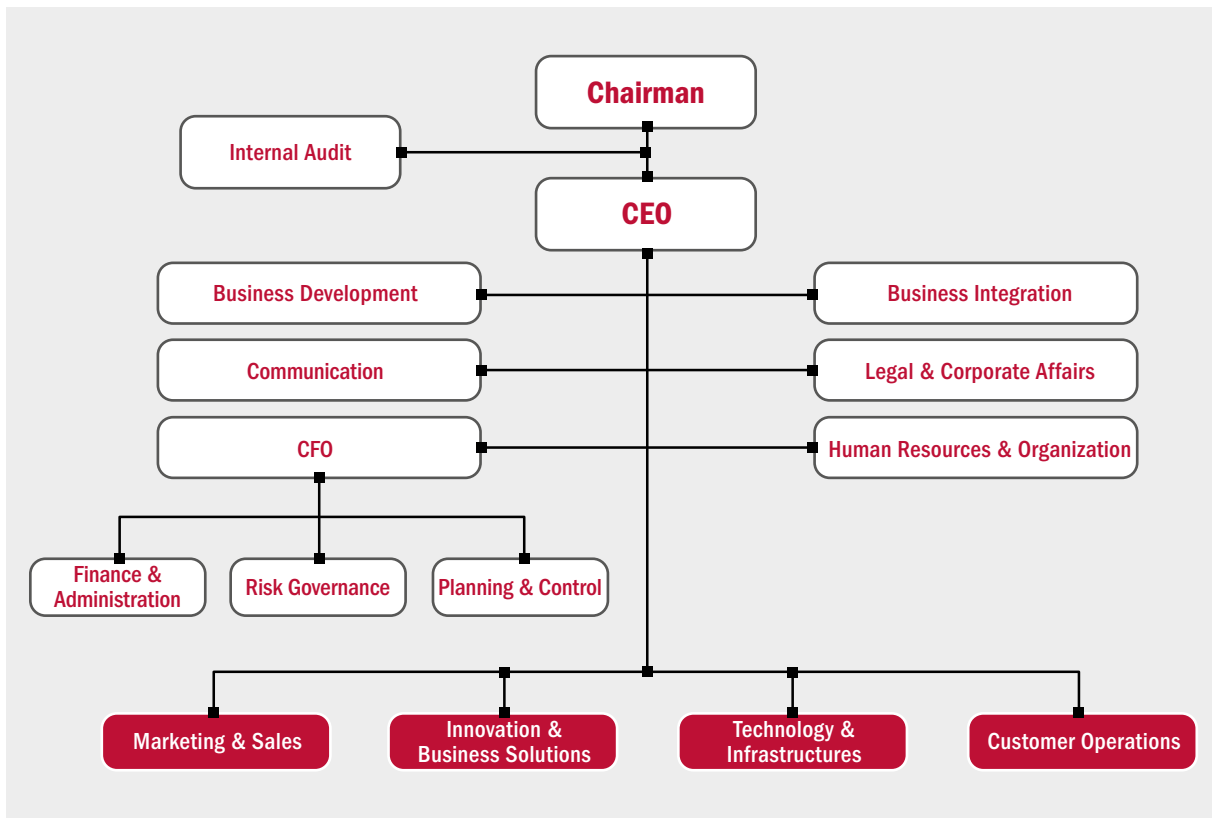 Chairman
Internal Audit
CEO
Business Development
Business Integration
Communication
Legal & Corporate Affairs
CFO
Human Resources & Organization
Finance &
Administration
Risk Governance
Planning & Control
Marketing & Sales
Innovation &
Business Solutions
Technology &
Infrastructures
Customer Operations